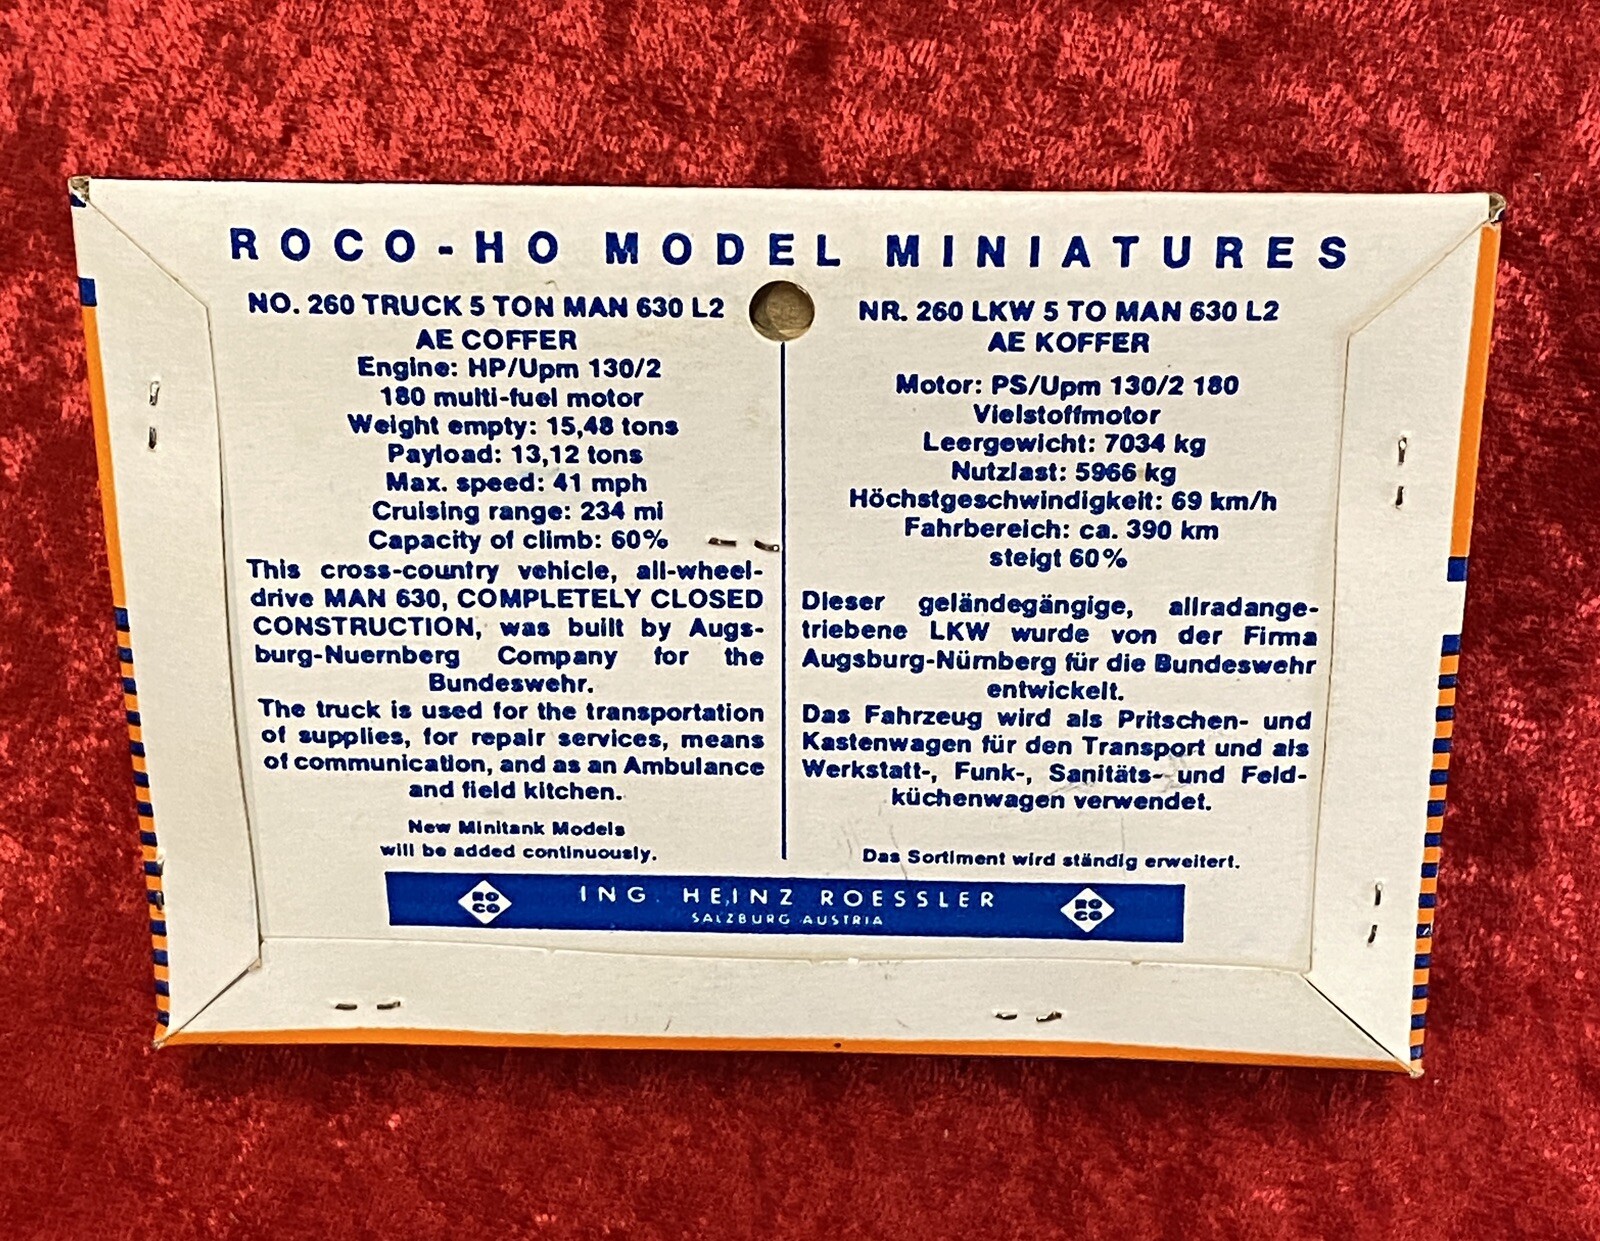 ROCO-HO MODEL MINIATURES
NO. 260 TRUCK 5 TON MAN 630 L2
AE COFFER
Engine: HP/Upm 130/2
180 multi-fuel motor
Weight empty: 15,48 tons
Payload: 13,12 tons
Max. speed: 41 mph
Cruising range: 234 mi
Capacity of climb: 60%
This cross-country vehicle, all-wheel-
drive MAN 630, COMPLETELY CLOSED
CONSTRUCTION, was built by Augs-
burg-Nuernberg Company for the
Bundeswehr.
The truck is used for the transportation
of supplies, for repair services, means
of communication, and as an Ambulance
and field kitchen.
New Minitank Models
will be added continuously.
NR. 260 LKW 5 TO MAN 630 L2
AE KOFFER
Motor: PS/Upm 130/2 180
Vielstoffmotor
Leergewicht: 7034 kg
Nutzlast: 5966 kg
Höchstgeschwindigkeit: 69 km/h
Fahrbereich: ca. 390 km
steigt 60%
Dieser geländegängige, allradange-
triebene LKW wurde von der Firma
Augsburg-Nürnberg für die Bundeswehr
entwickelt.
Das Fahrzeug wird als Pritschen- und
Kastenwagen für den Transport und als
Werkstatt-, Funk-, Sanitäts- und Feld-
küchenwagen verwendet.
Das Sortiment wird ständig erweitert.
RO
CO
ING. HEINZ ROESSLER
SALZBURG AUSTRIA
RO
CO